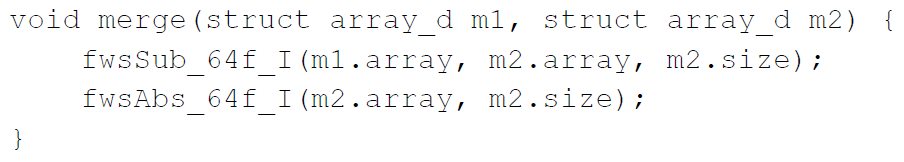 void merge(struct array_d m1, struct array_d m2) {
    fwsSub_64f_I(m1.array, m2.array, m2.size);
    fwsAbs_64f_I(m2.array, m2.size);
}